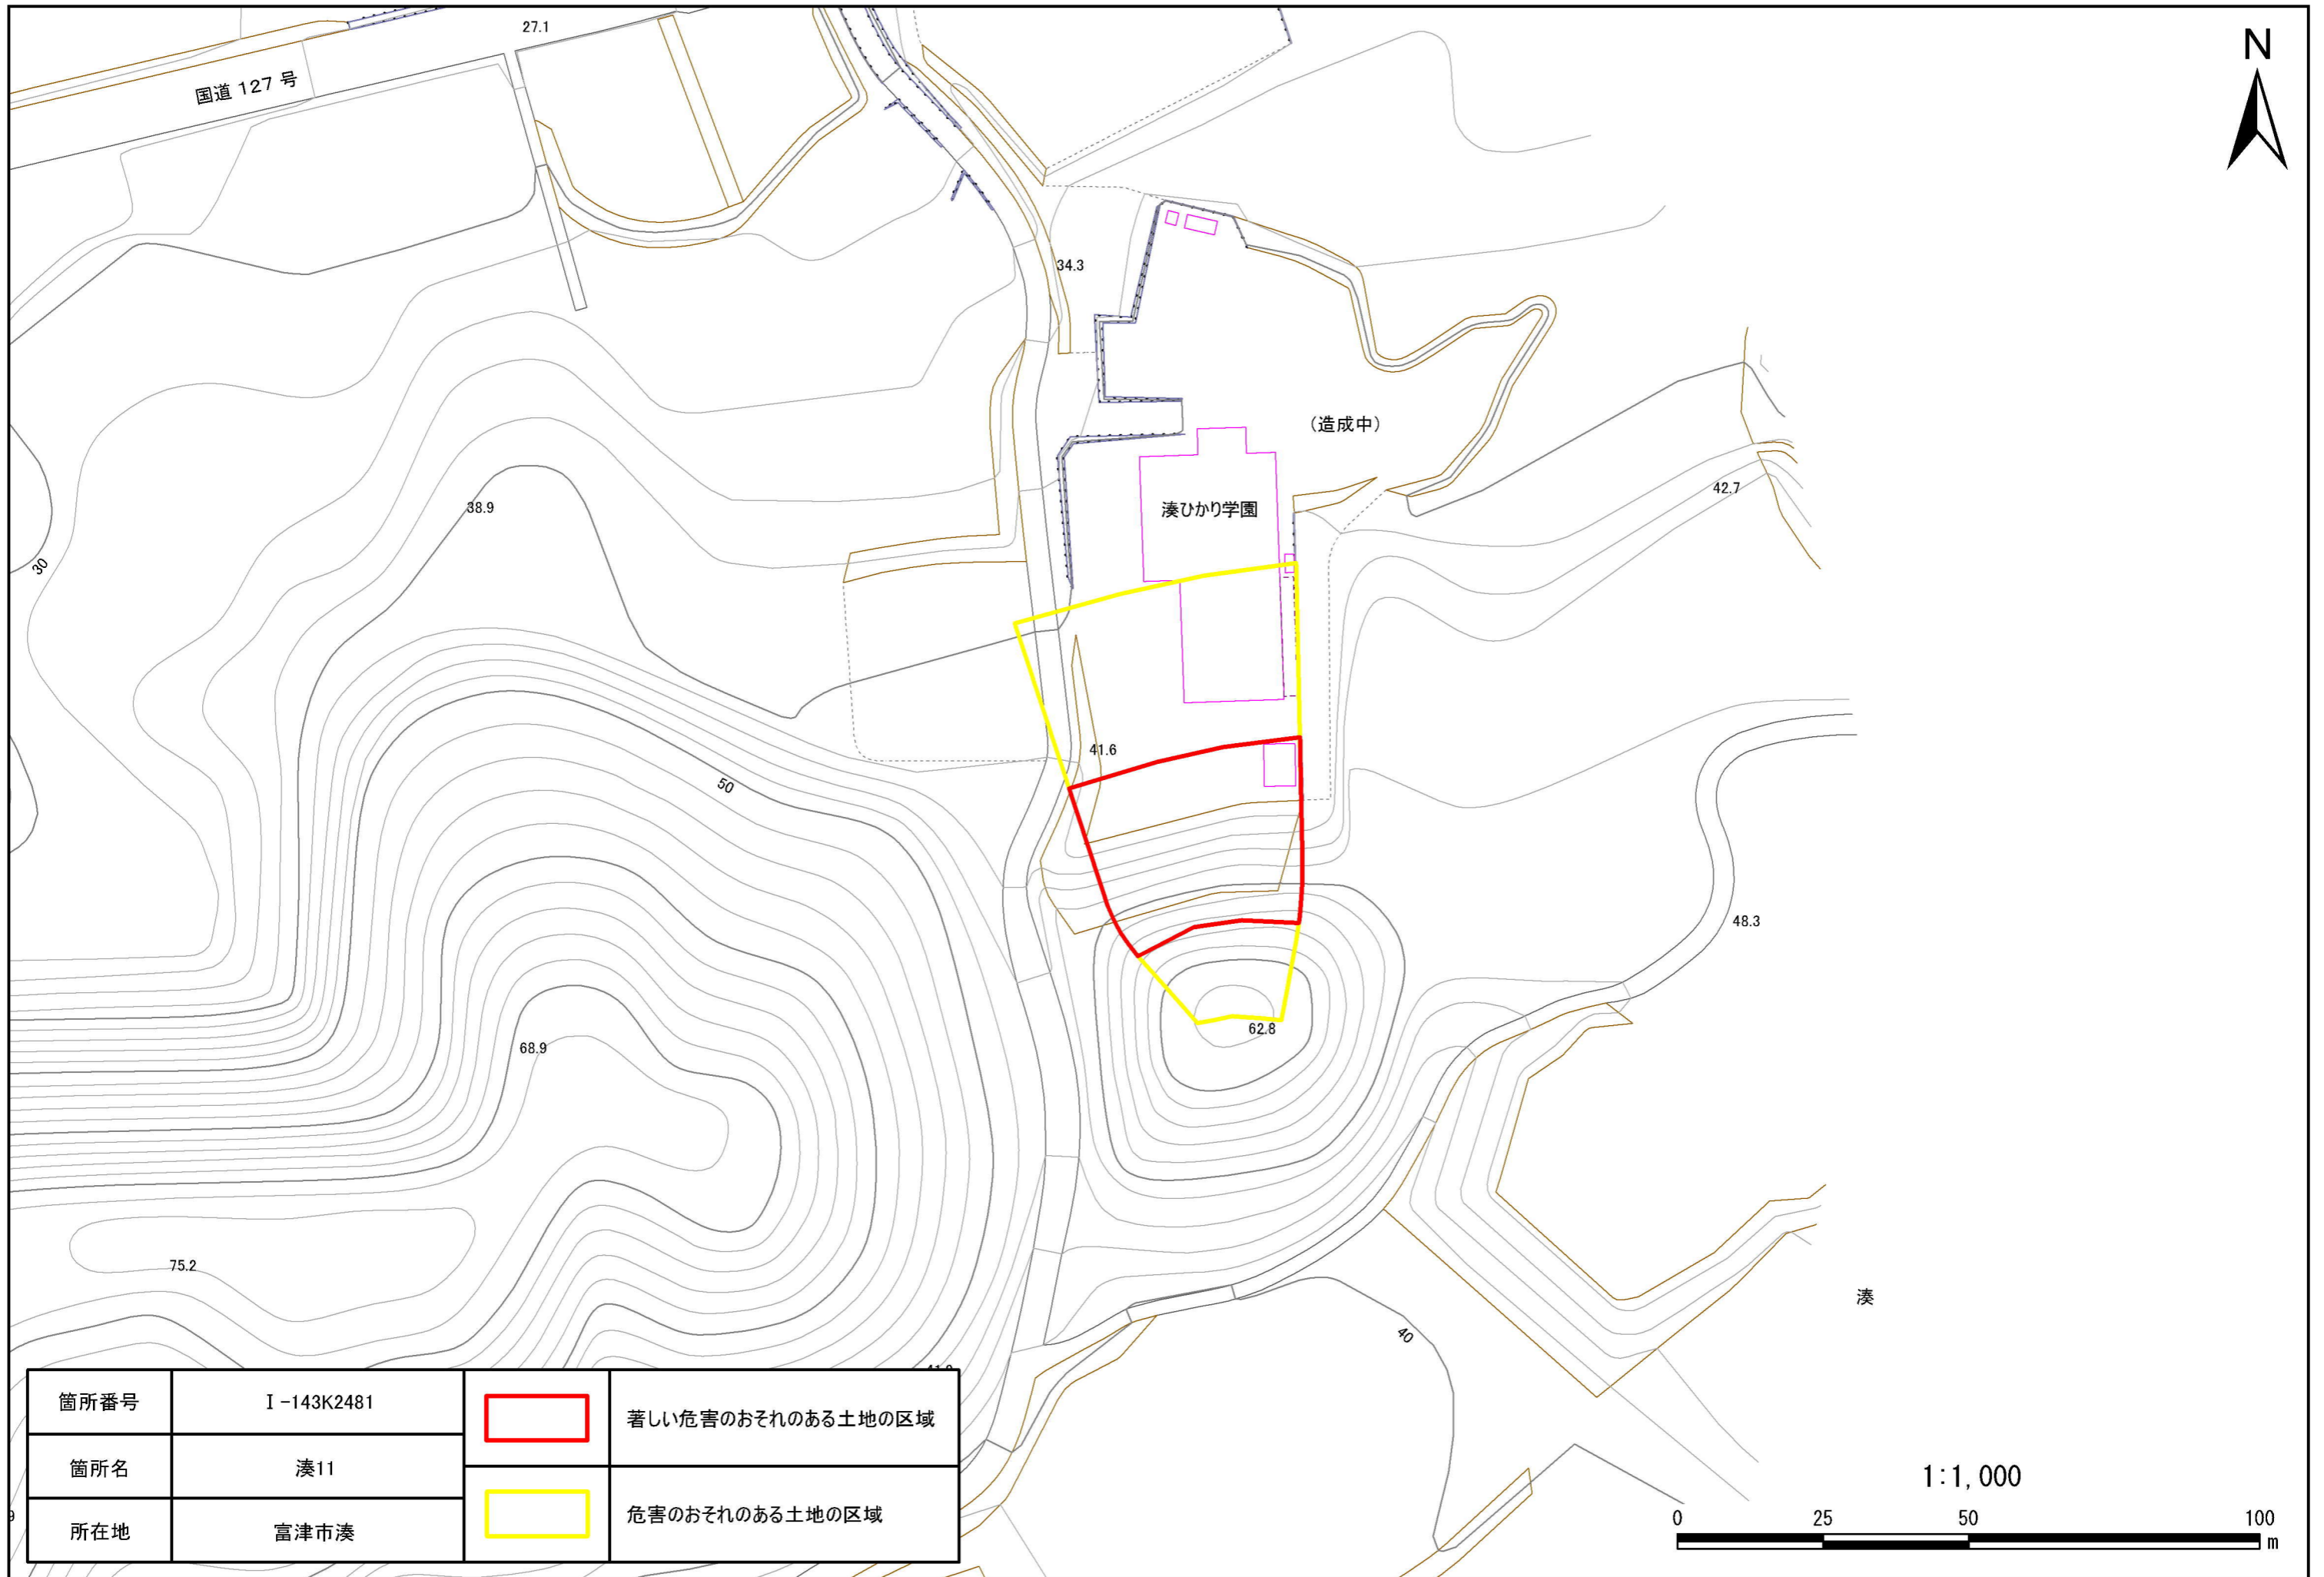 27.1
N
国道 127 号
34.3
(造成中)
42.7
38.9
湊ひかり学園
30
41.6
50
48.3
62.8
68.9
75.2
湊
40
箇所番号
I-143K2481
著しい危害のおそれのある土地の区域
箇所名
湊11
危害のおそれのある土地の区域
所在地
富津市湊
1:1,000
0 25 50 100
m